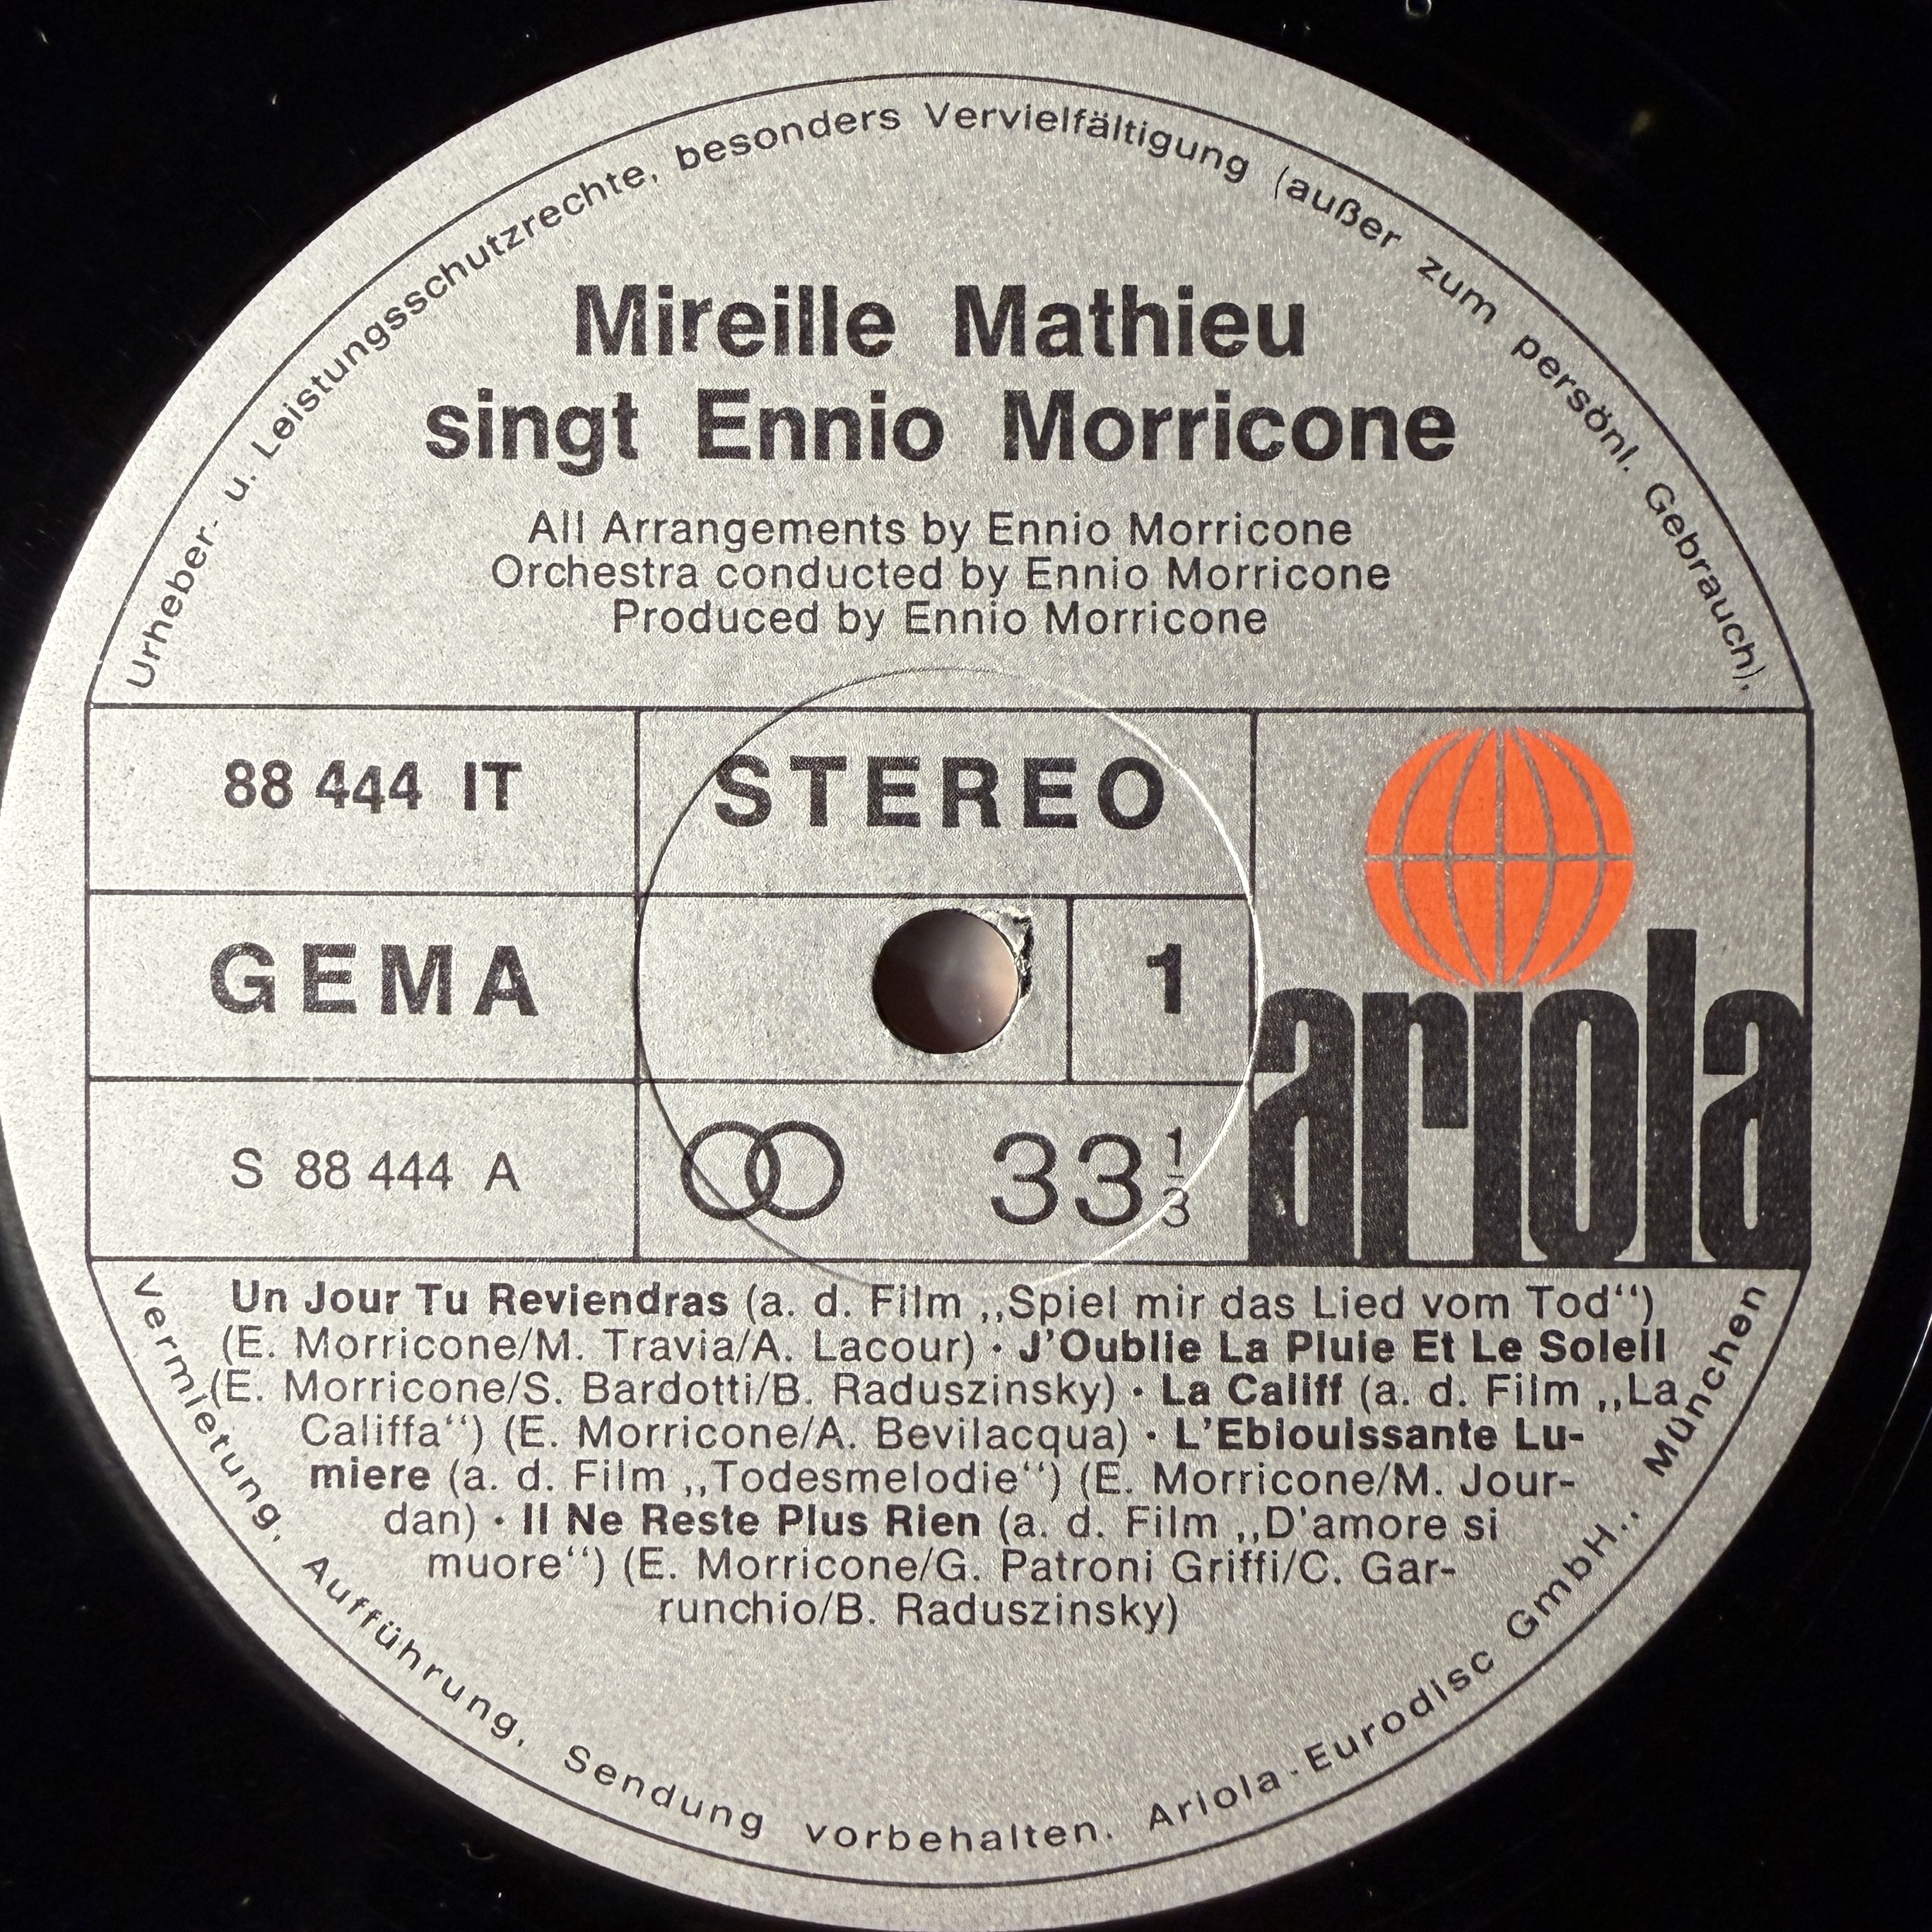 Urheber- u. Leistungsschutzrechte, besonders Vervielfältigung (außer zum persönl. Gebrauch),
Mireille Mathieu
singt Ennio Morricone
All Arrangements by Ennio Morricone
Orchestra conducted by Ennio Morricone
Produced by Ennio Morricone
88 444 IT
STEREO
GEMA
1
ariola
S 88 444 A
33 1/3
Un Jour Tu Reviendras (a. d. Film „Spiel mir das Lied vom Tod“)
(E. Morricone/M. Travia/A. Lacour) · J'Oublie La Pluie Et Le Soleil
(E. Morricone/S. Bardotti/B. Raduszinsky) · La Califf (a. d. Film „La
Califfa“) (E. Morricone/A. Bevilacqua) · L'Eblouissante Lu-
miere (a. d. Film „Todesmelodie“) (E. Morricone/M. Jour-
dan) · Il Ne Reste Plus Rien (a. d. Film „D'amore si
muore“) (E. Morricone/G. Patroni Griffi/C. Gar-
runchio/B. Raduszinsky)
Vermietung, Aufführung, Sendung vorbehalten. Ariola-Eurodisc GmbH., München